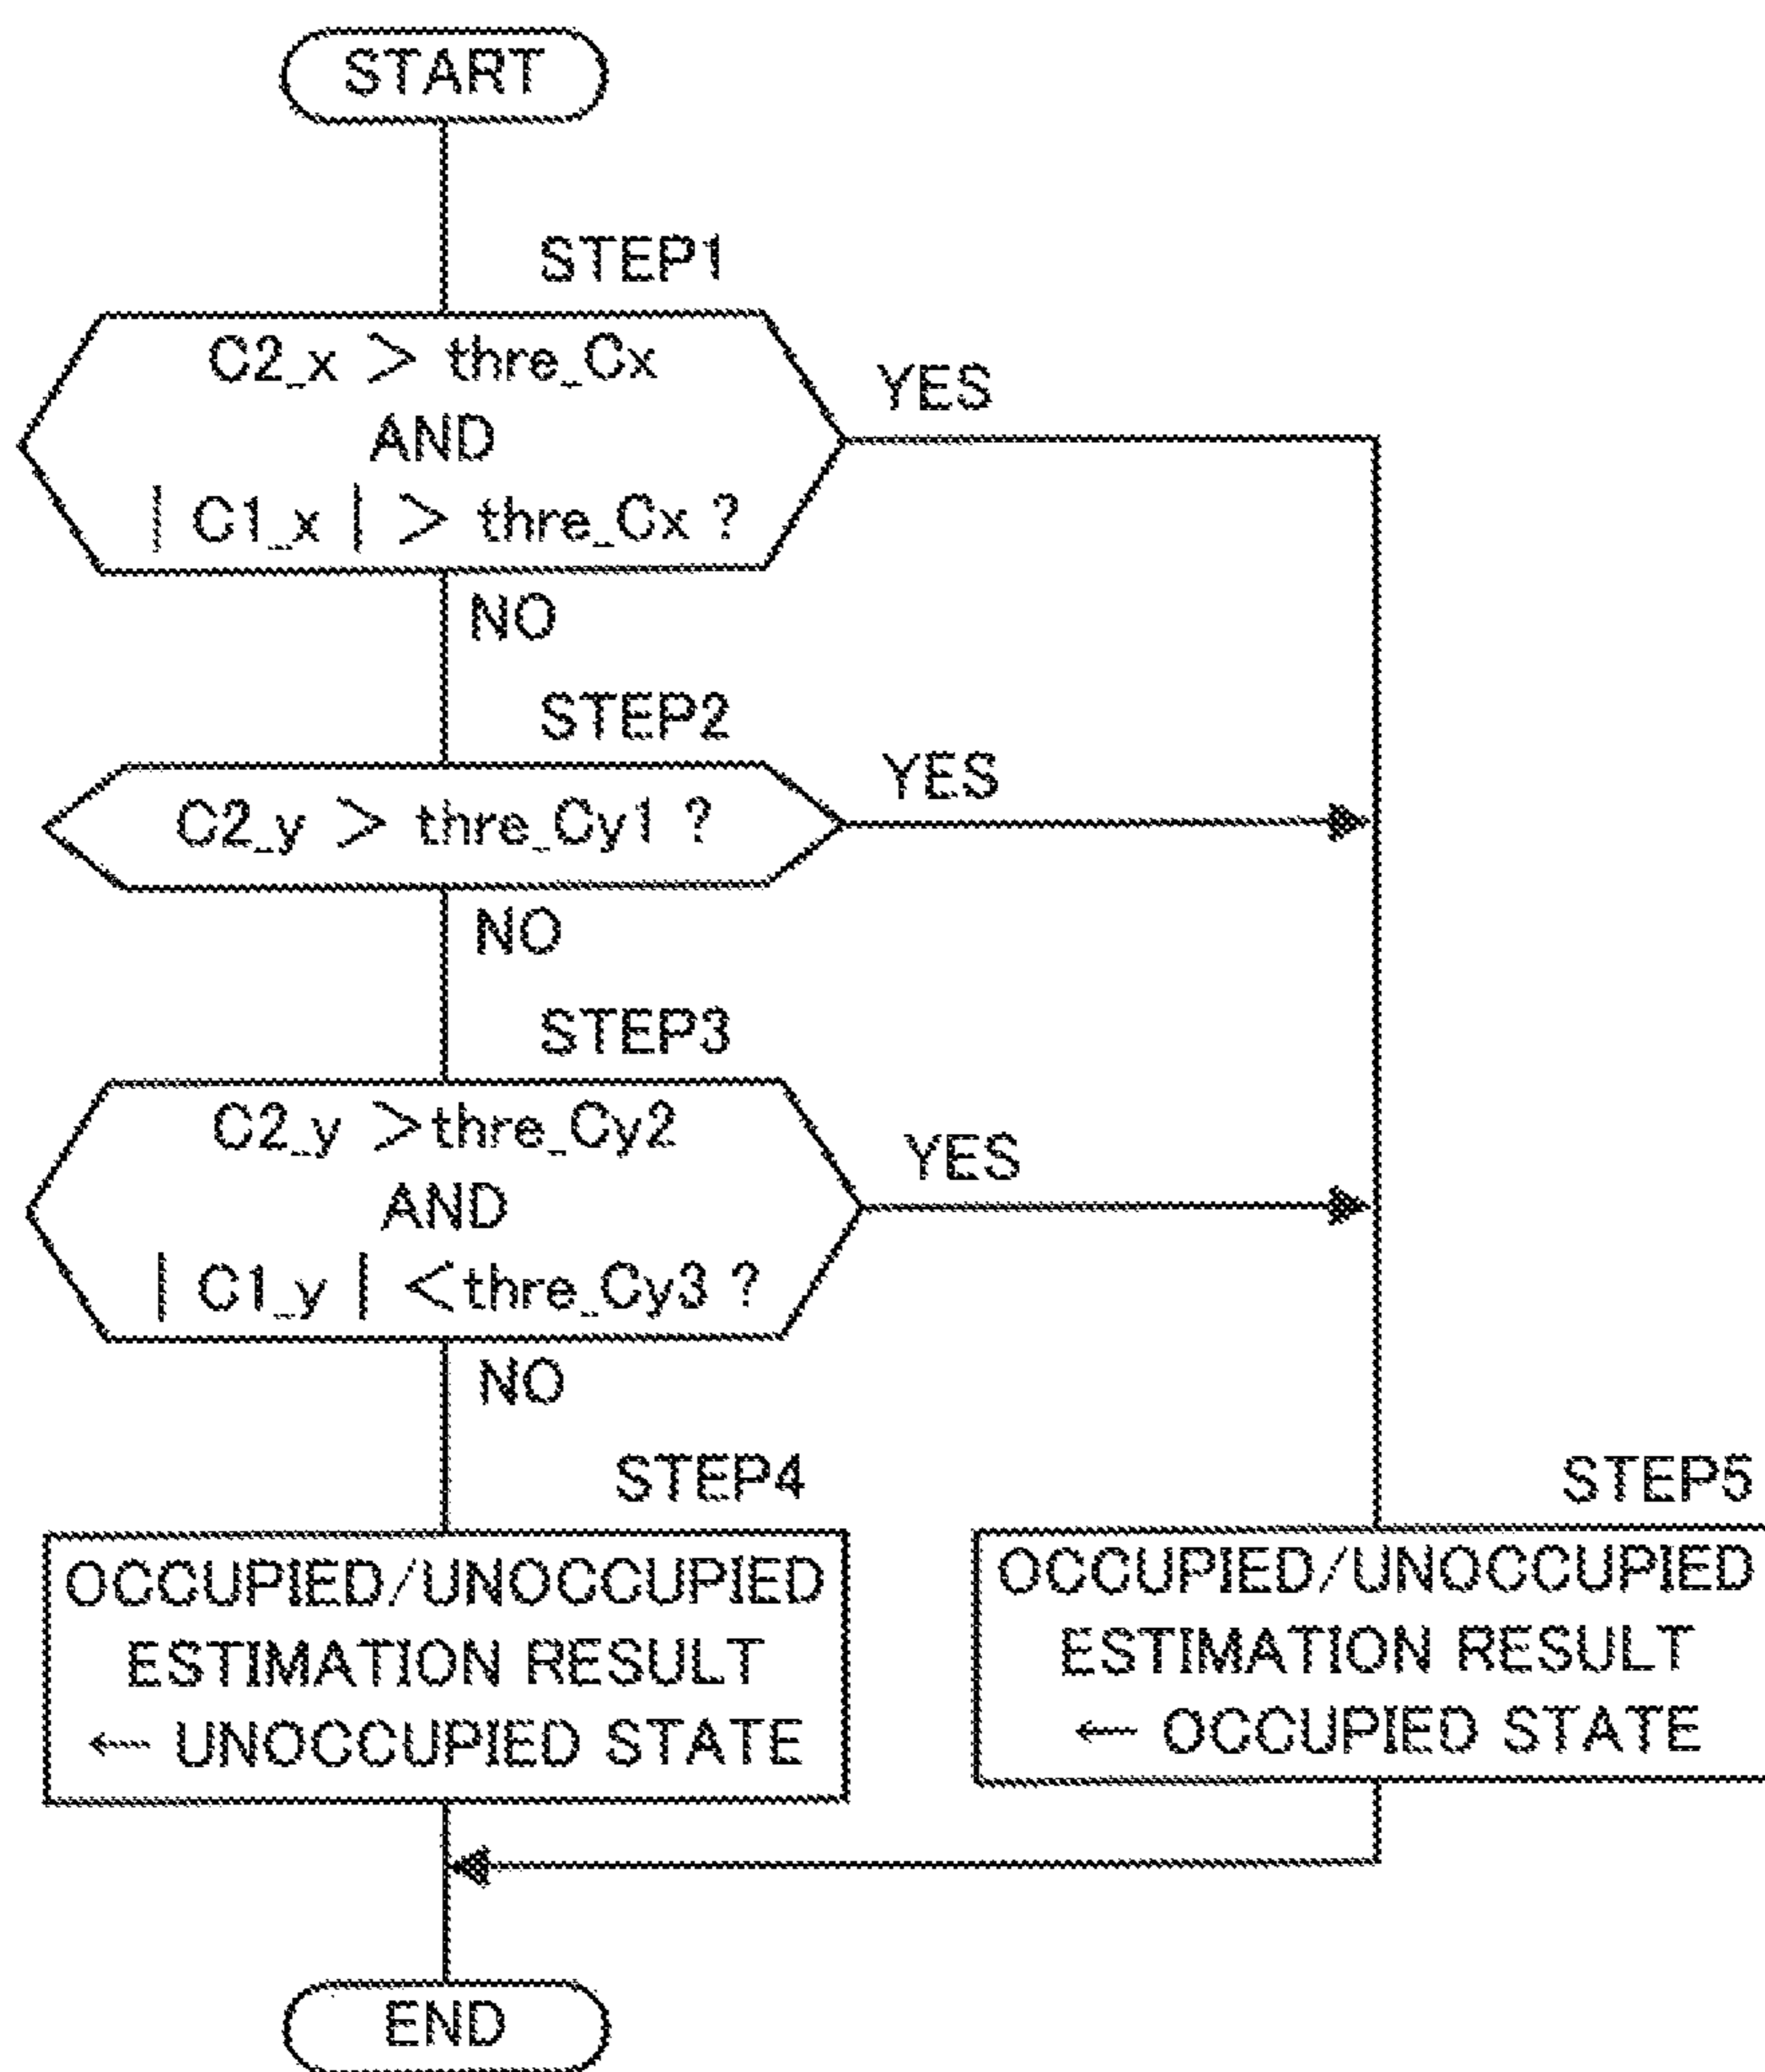 START
STEP1
C2_x > thre_Cx
AND
| C1_x | > thre_Cx ?
YES
NO
STEP2
C2_y > thre_Cy1 ?
YES
NO
STEP3
C2_y >thre_Cy2
AND
| C1_y | <thre_Cy3 ?
YES
NO
STEP4
OCCUPIED/UNOCCUPIED
ESTIMATION RESULT
← UNOCCUPIED STATE
STEP5
OCCUPIED/UNOCCUPIED
ESTIMATION RESULT
← OCCUPIED STATE
END